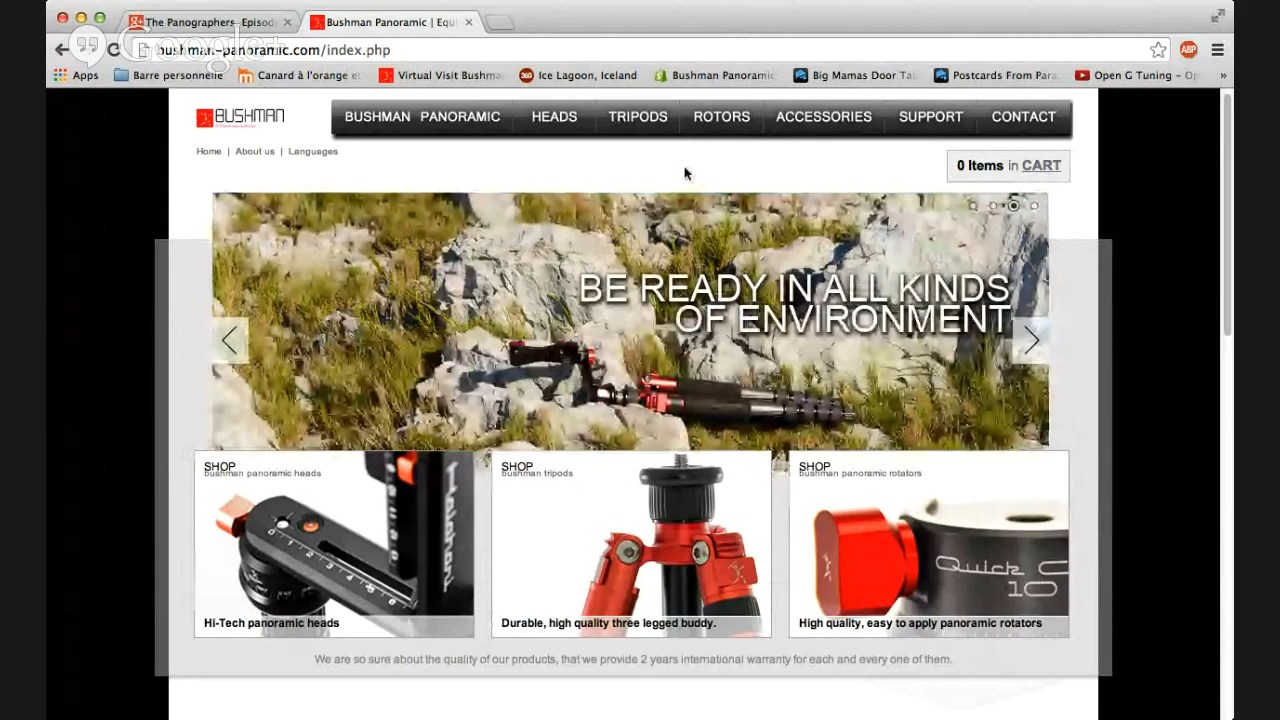 The Panographers- Episod
Bushman Panoramic | Equi
Google+
bushman-panoramic.com/index.php
ABP
Apps
Barre personnelle
Canard à l'orange et
Virtual Visit Bushma
Ice Lagoon, Iceland
Bushman Panoramic
Big Mamas Door Ta
Postcards From Para
Open G Tuning - Op
»
BUSHMAN
BUSHMAN PANORAMIC
HEADS
TRIPODS
ROTORS
ACCESSORIES
SUPPORT
CONTACT
Home | About us | Languages
0 Items in CART
BE READY IN ALL KINDS
OF ENVIRONMENT
SHOP
bushman panoramic heads
Hi-Tech panoramic heads
SHOP
bushman tripods
Durable, high quality three legged buddy.
SHOP
bushman panoramic rotators
Quick C
10
High quality, easy to apply panoramic rotators
We are so sure about the quality of our products, that we provide 2 years international warranty for each and every one of them.